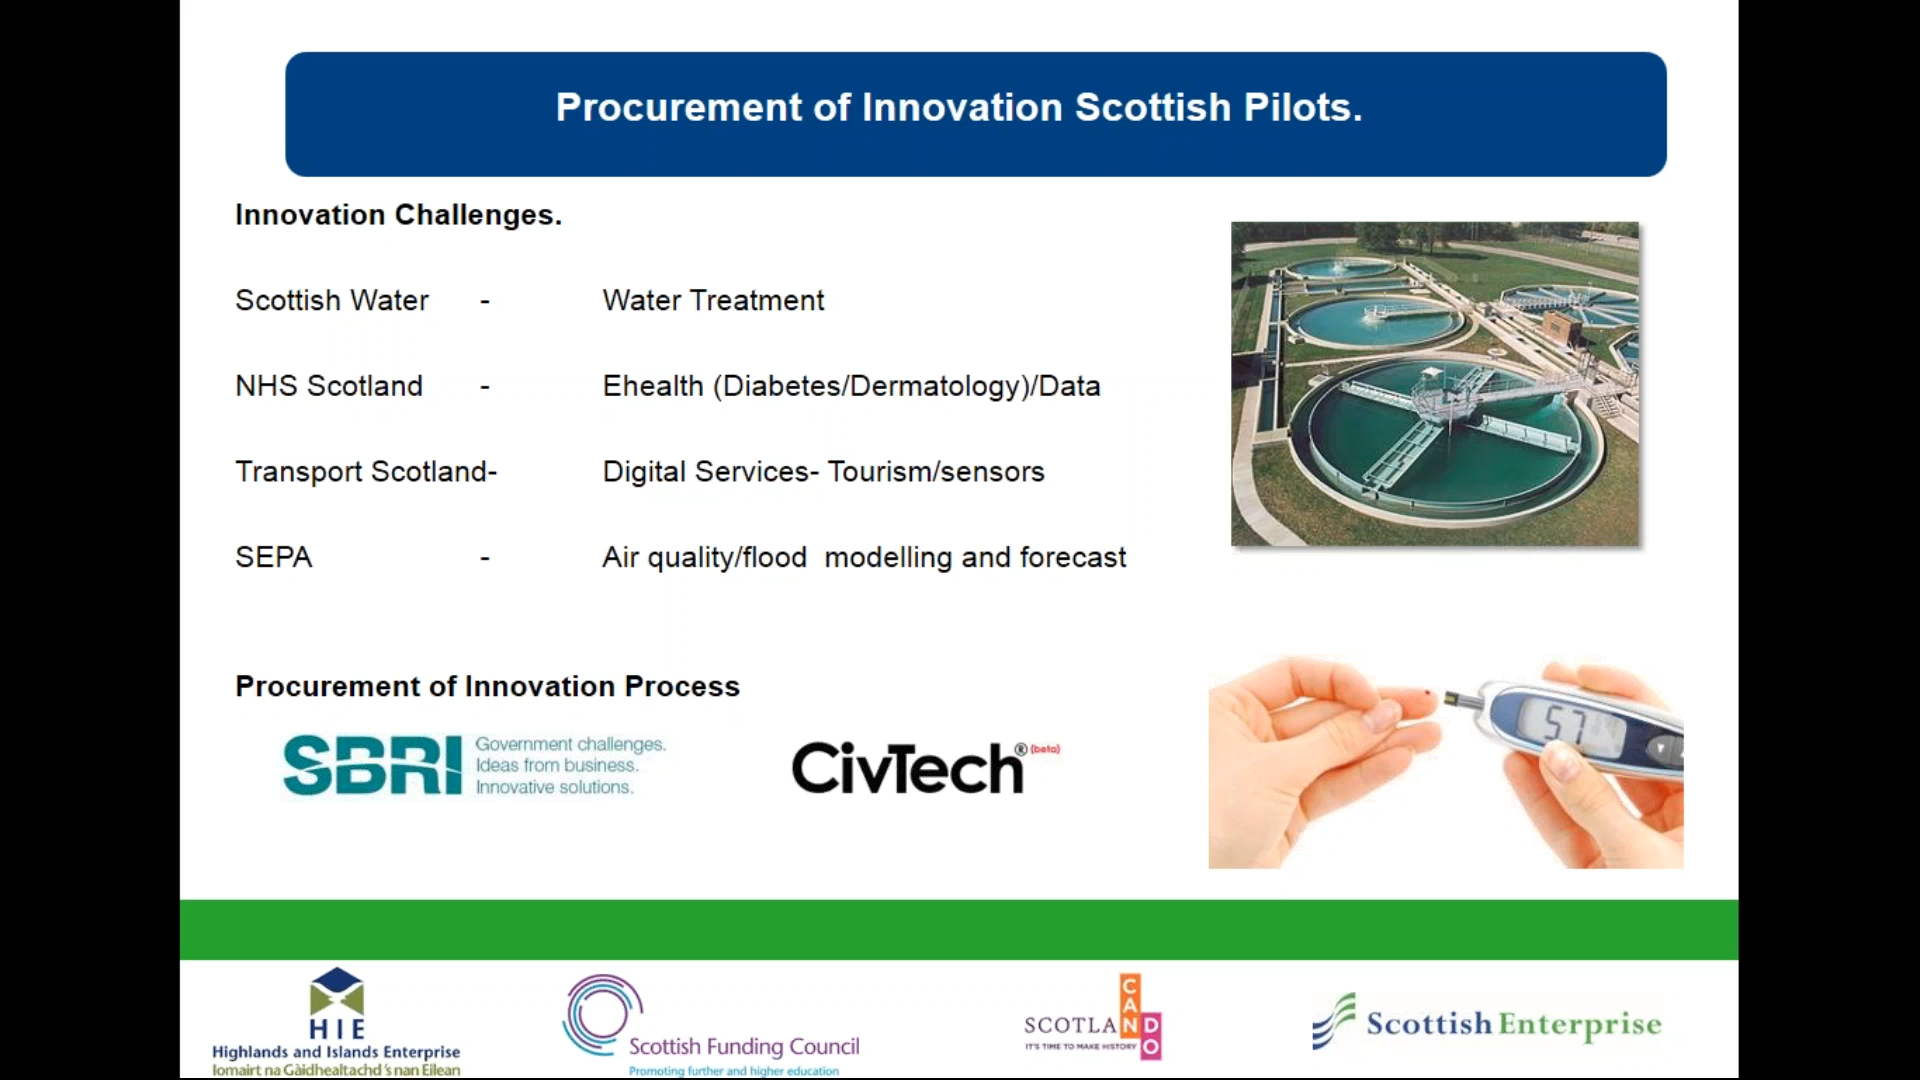 Procurement of Innovation Scottish Pilots.
Innovation Challenges.
Scottish Water - Water Treatment
NHS Scotland - Ehealth (Diabetes/Dermatology)/Data
Transport Scotland- Digital Services- Tourism/sensors
SEPA - Air quality/flood modelling and forecast
Procurement of Innovation Process
SBRI
Government challenges.
Ideas from business.
Innovative solutions.
CivTech® (beta)
57
HIE
Highlands and Islands Enterprise
Iomairt na Gàidhealtachd 's nan Eilean
Scottish Funding Council
Promoting further and higher education
SCOTLAND CAN DO
IT'S TIME TO MAKE HISTORY
Scottish Enterprise